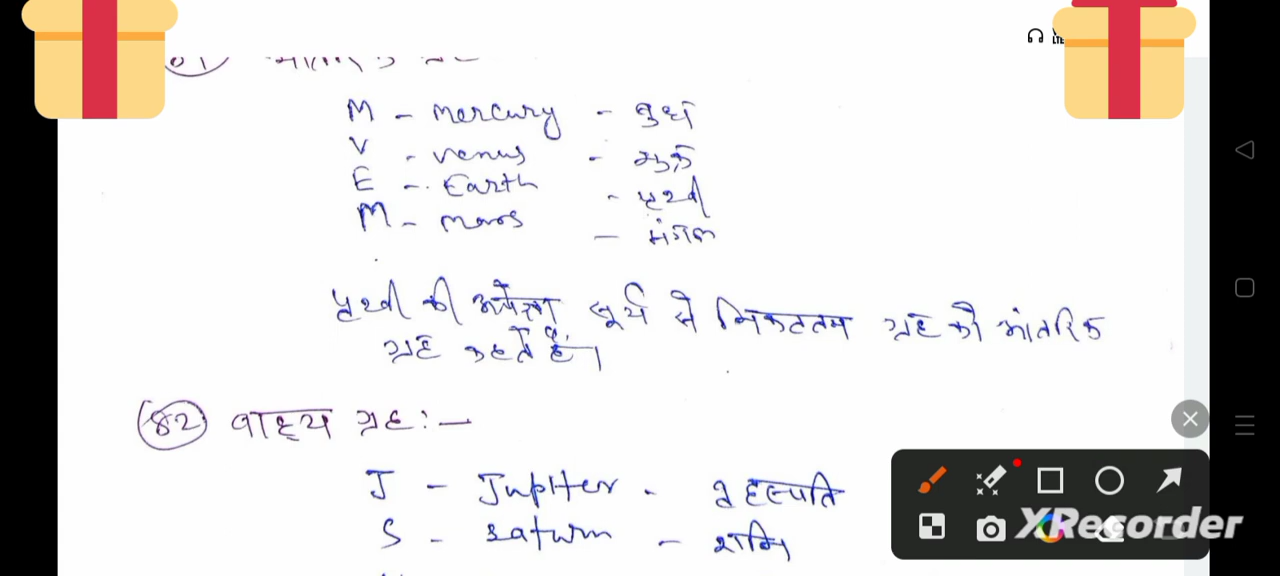 M - Mercury - बुध
V - venus - शुक्र
E - Earth - पृथ्वी
M - mars - मंगल
पृथ्वी की अपेक्षा सूर्य से निकटतम ग्रह को आंतरिक
ग्रह कहते हैं।
82 वाह्य ग्रह:-
J - Jupiter - बृहस्पति
S - saturn - शनि
XRecorder